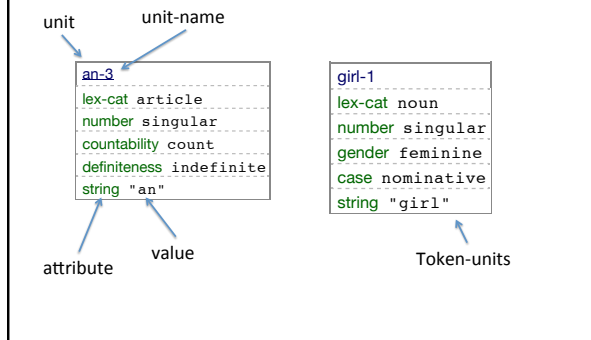 unit
unit-name
an-3
lex-cat article
number singular
countability count
definiteness indefinite
string "an"
attribute
value
girl-1
lex-cat noun
number singular
gender feminine
case nominative
string "girl"
Token-units